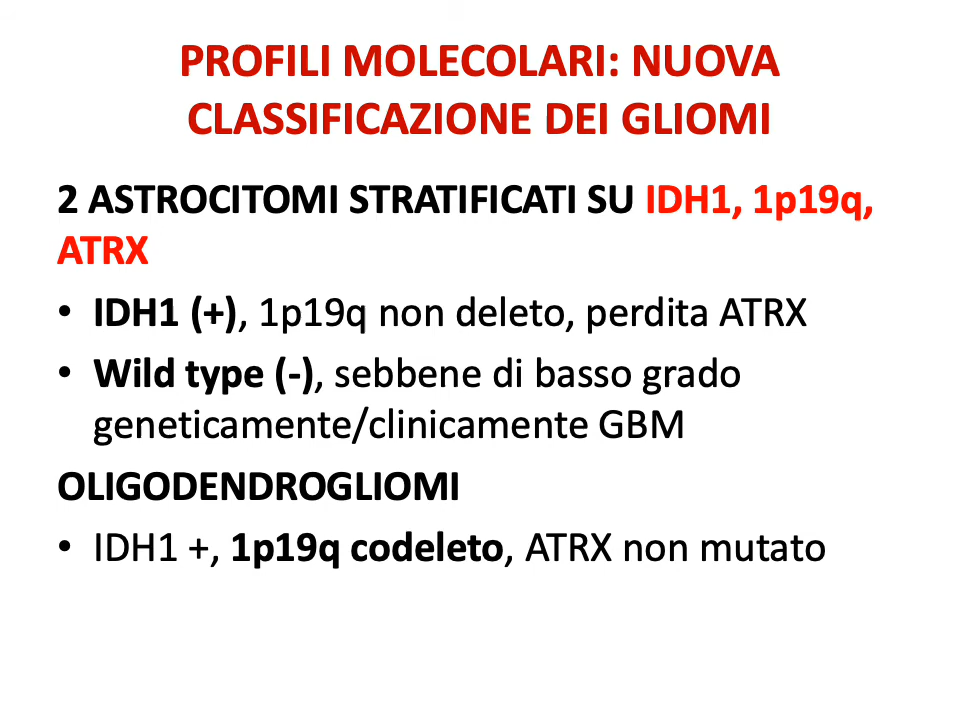 PROFILI MOLECOLARI: NUOVA
CLASSIFICAZIONE DEI GLIOMI
2 ASTROCITOMI STRATIFICATI SU IDH1, 1p19q,
ATRX
• IDH1 (+), 1p19q non deleto, perdita ATRX
• Wild type (-), sebbene di basso grado
geneticamente/clinicamente GBM
OLIGODENDROGLIOMI
• IDH1 +, 1p19q codeleto, ATRX non mutato